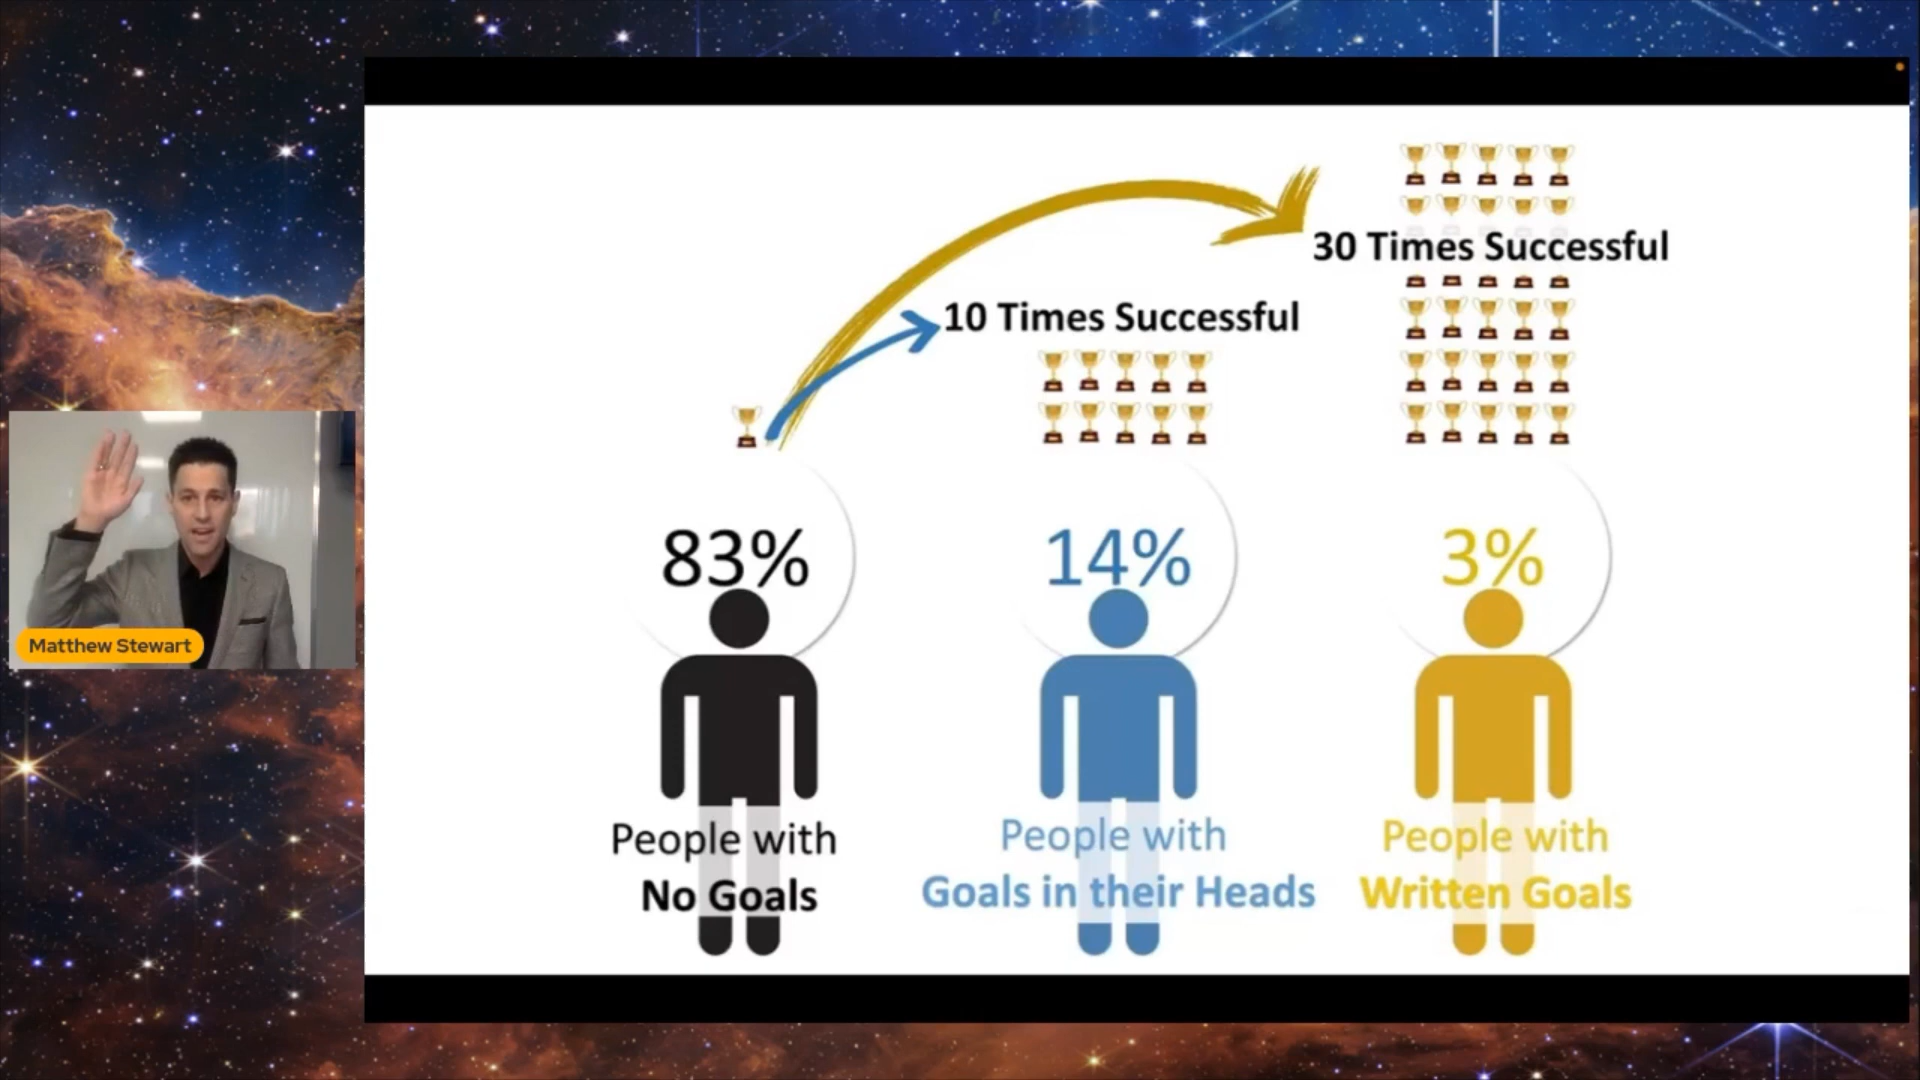 30 Times Successful
10 Times Successful
83%
14%
3%
People with
No Goals
People with
Goals in their Heads
People with
Written Goals
Matthew Stewart